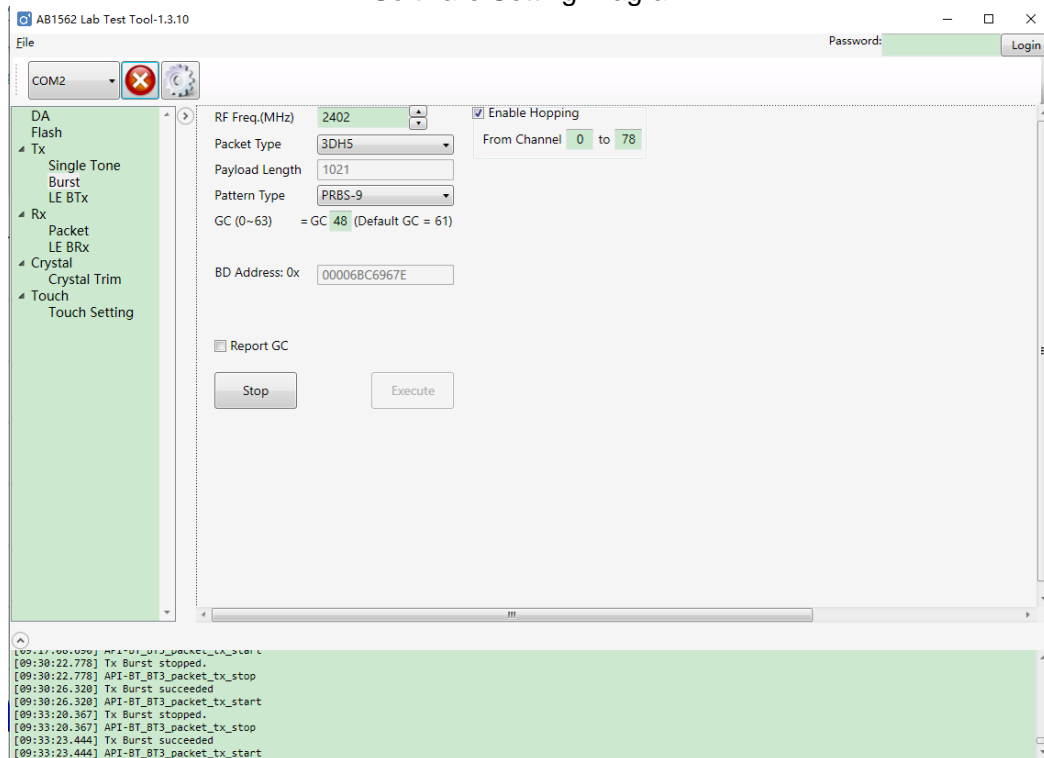 AB1562 Lab Test Tool-1.3.10
File
Password:
Login
COM2
DA
Flash
Tx
Single Tone
Burst
LE BTx
Rx
Packet
LE BRx
Crystal
Crystal Trim
Touch
Touch Setting
RF Freq.(MHz) 2402
Packet Type 3DH5
Payload Length 1021
Pattern Type PRBS-9
GC (0~63) = GC 48 (Default GC = 61)
BD Address: 0x 00006BC6967E
Report GC
Stop Execute
Enable Hopping
From Channel 0 to 78
[09:30:22.778] Tx Burst stopped.
[09:30:22.778] API-BT_BT3_packet_tx_stop
[09:30:26.320] Tx Burst succeeded
[09:30:26.320] API-BT_BT3_packet_tx_start
[09:33:20.367] Tx Burst stopped.
[09:33:20.367] API-BT_BT3_packet_tx_stop
[09:33:23.444] Tx Burst succeeded
[09:33:23.444] API-BT_BT3_packet_tx_start